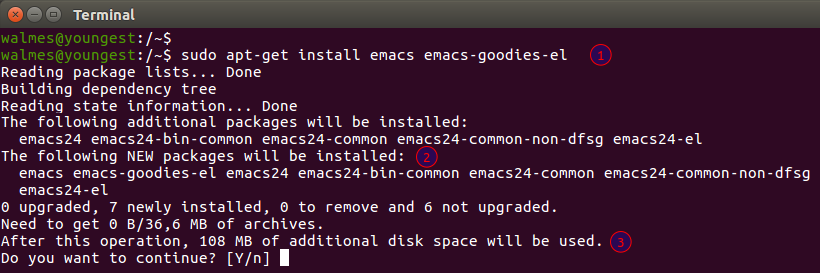 Terminal
walmes@youngest:/~$
walmes@youngest:/~$ sudo apt-get install emacs emacs-goodies-el 1
Reading package lists... Done
Building dependency tree
Reading state information... Done
The following additional packages will be installed:
  emacs24 emacs24-bin-common emacs24-common emacs24-common-non-dfsg emacs24-el
The following NEW packages will be installed: 2
  emacs emacs-goodies-el emacs24 emacs24-bin-common emacs24-common emacs24-common-non-dfsg
  emacs24-el
0 upgraded, 7 newly installed, 0 to remove and 6 not upgraded.
Need to get 0 B/36,6 MB of archives.
After this operation, 108 MB of additional disk space will be used. 3
Do you want to continue? [Y/n]